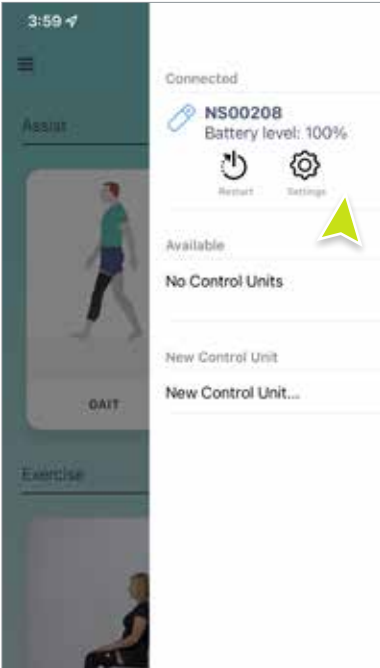 3:59
Assist
GAIT
Exercise
Connected
NS00208
Battery level: 100%
Restart Settings
Available
No Control Units
New Control Unit
New Control Unit...